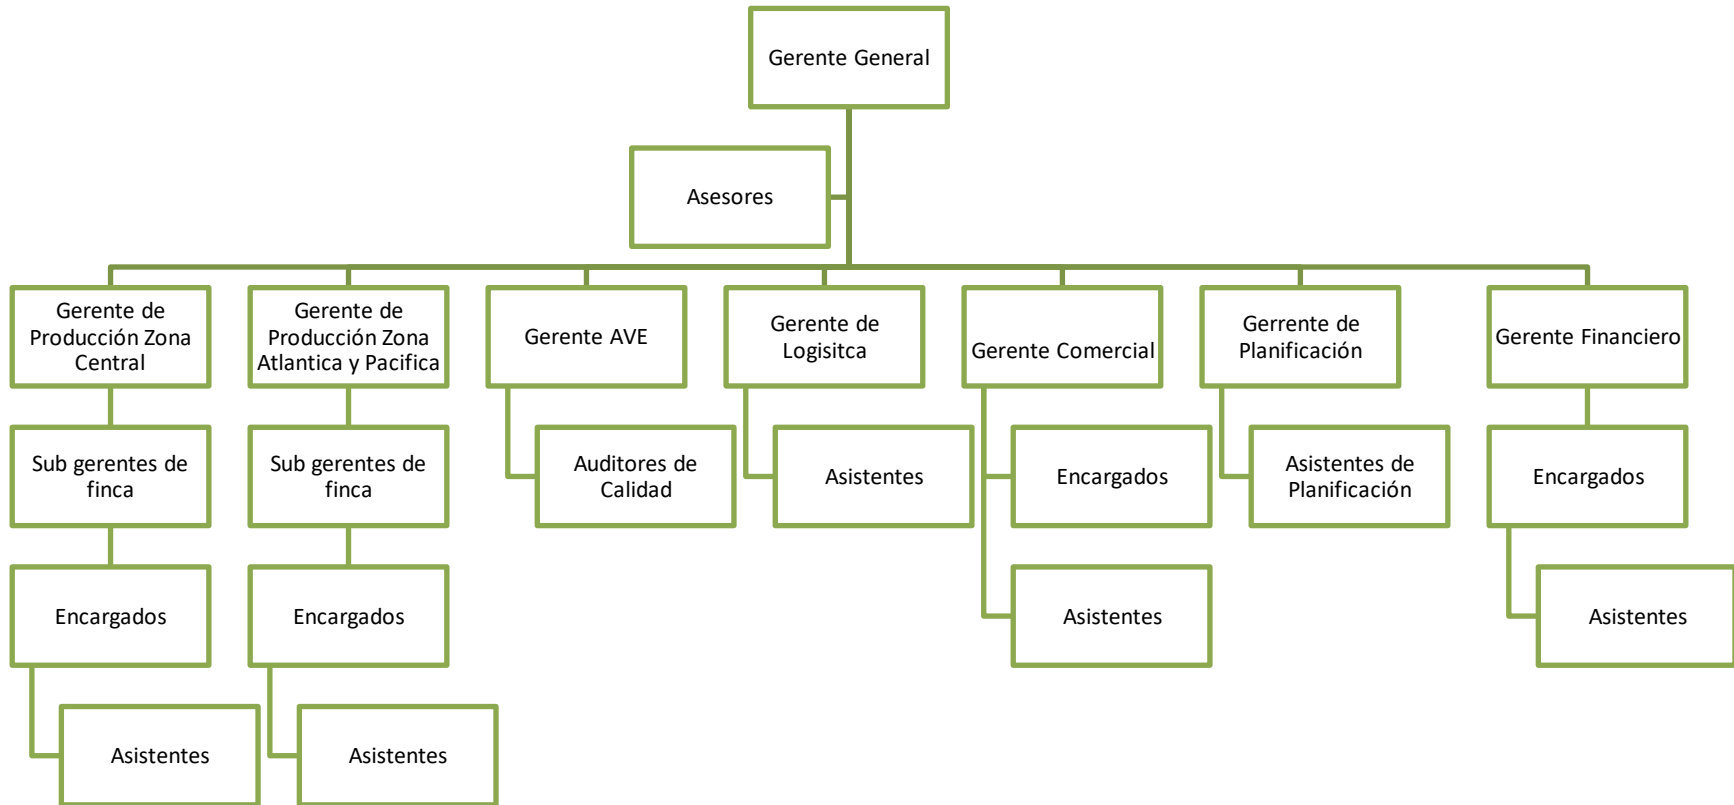 Gerente General
Asesores
Gerente de
Producción Zona
Central
Gerente de
Producción Zona
Atlantica y Pacifica
Gerente AVE
Gerente de
Logisitca
Gerente Comercial
Gerrente de
Planificación
Gerente Financiero
Sub gerentes de
finca
Sub gerentes de
finca
Auditores de
Calidad
Asistentes
Encargados
Asistentes de
Planificación
Encargados
Encargados
Encargados
Asistentes
Asistentes
Asistentes
Asistentes